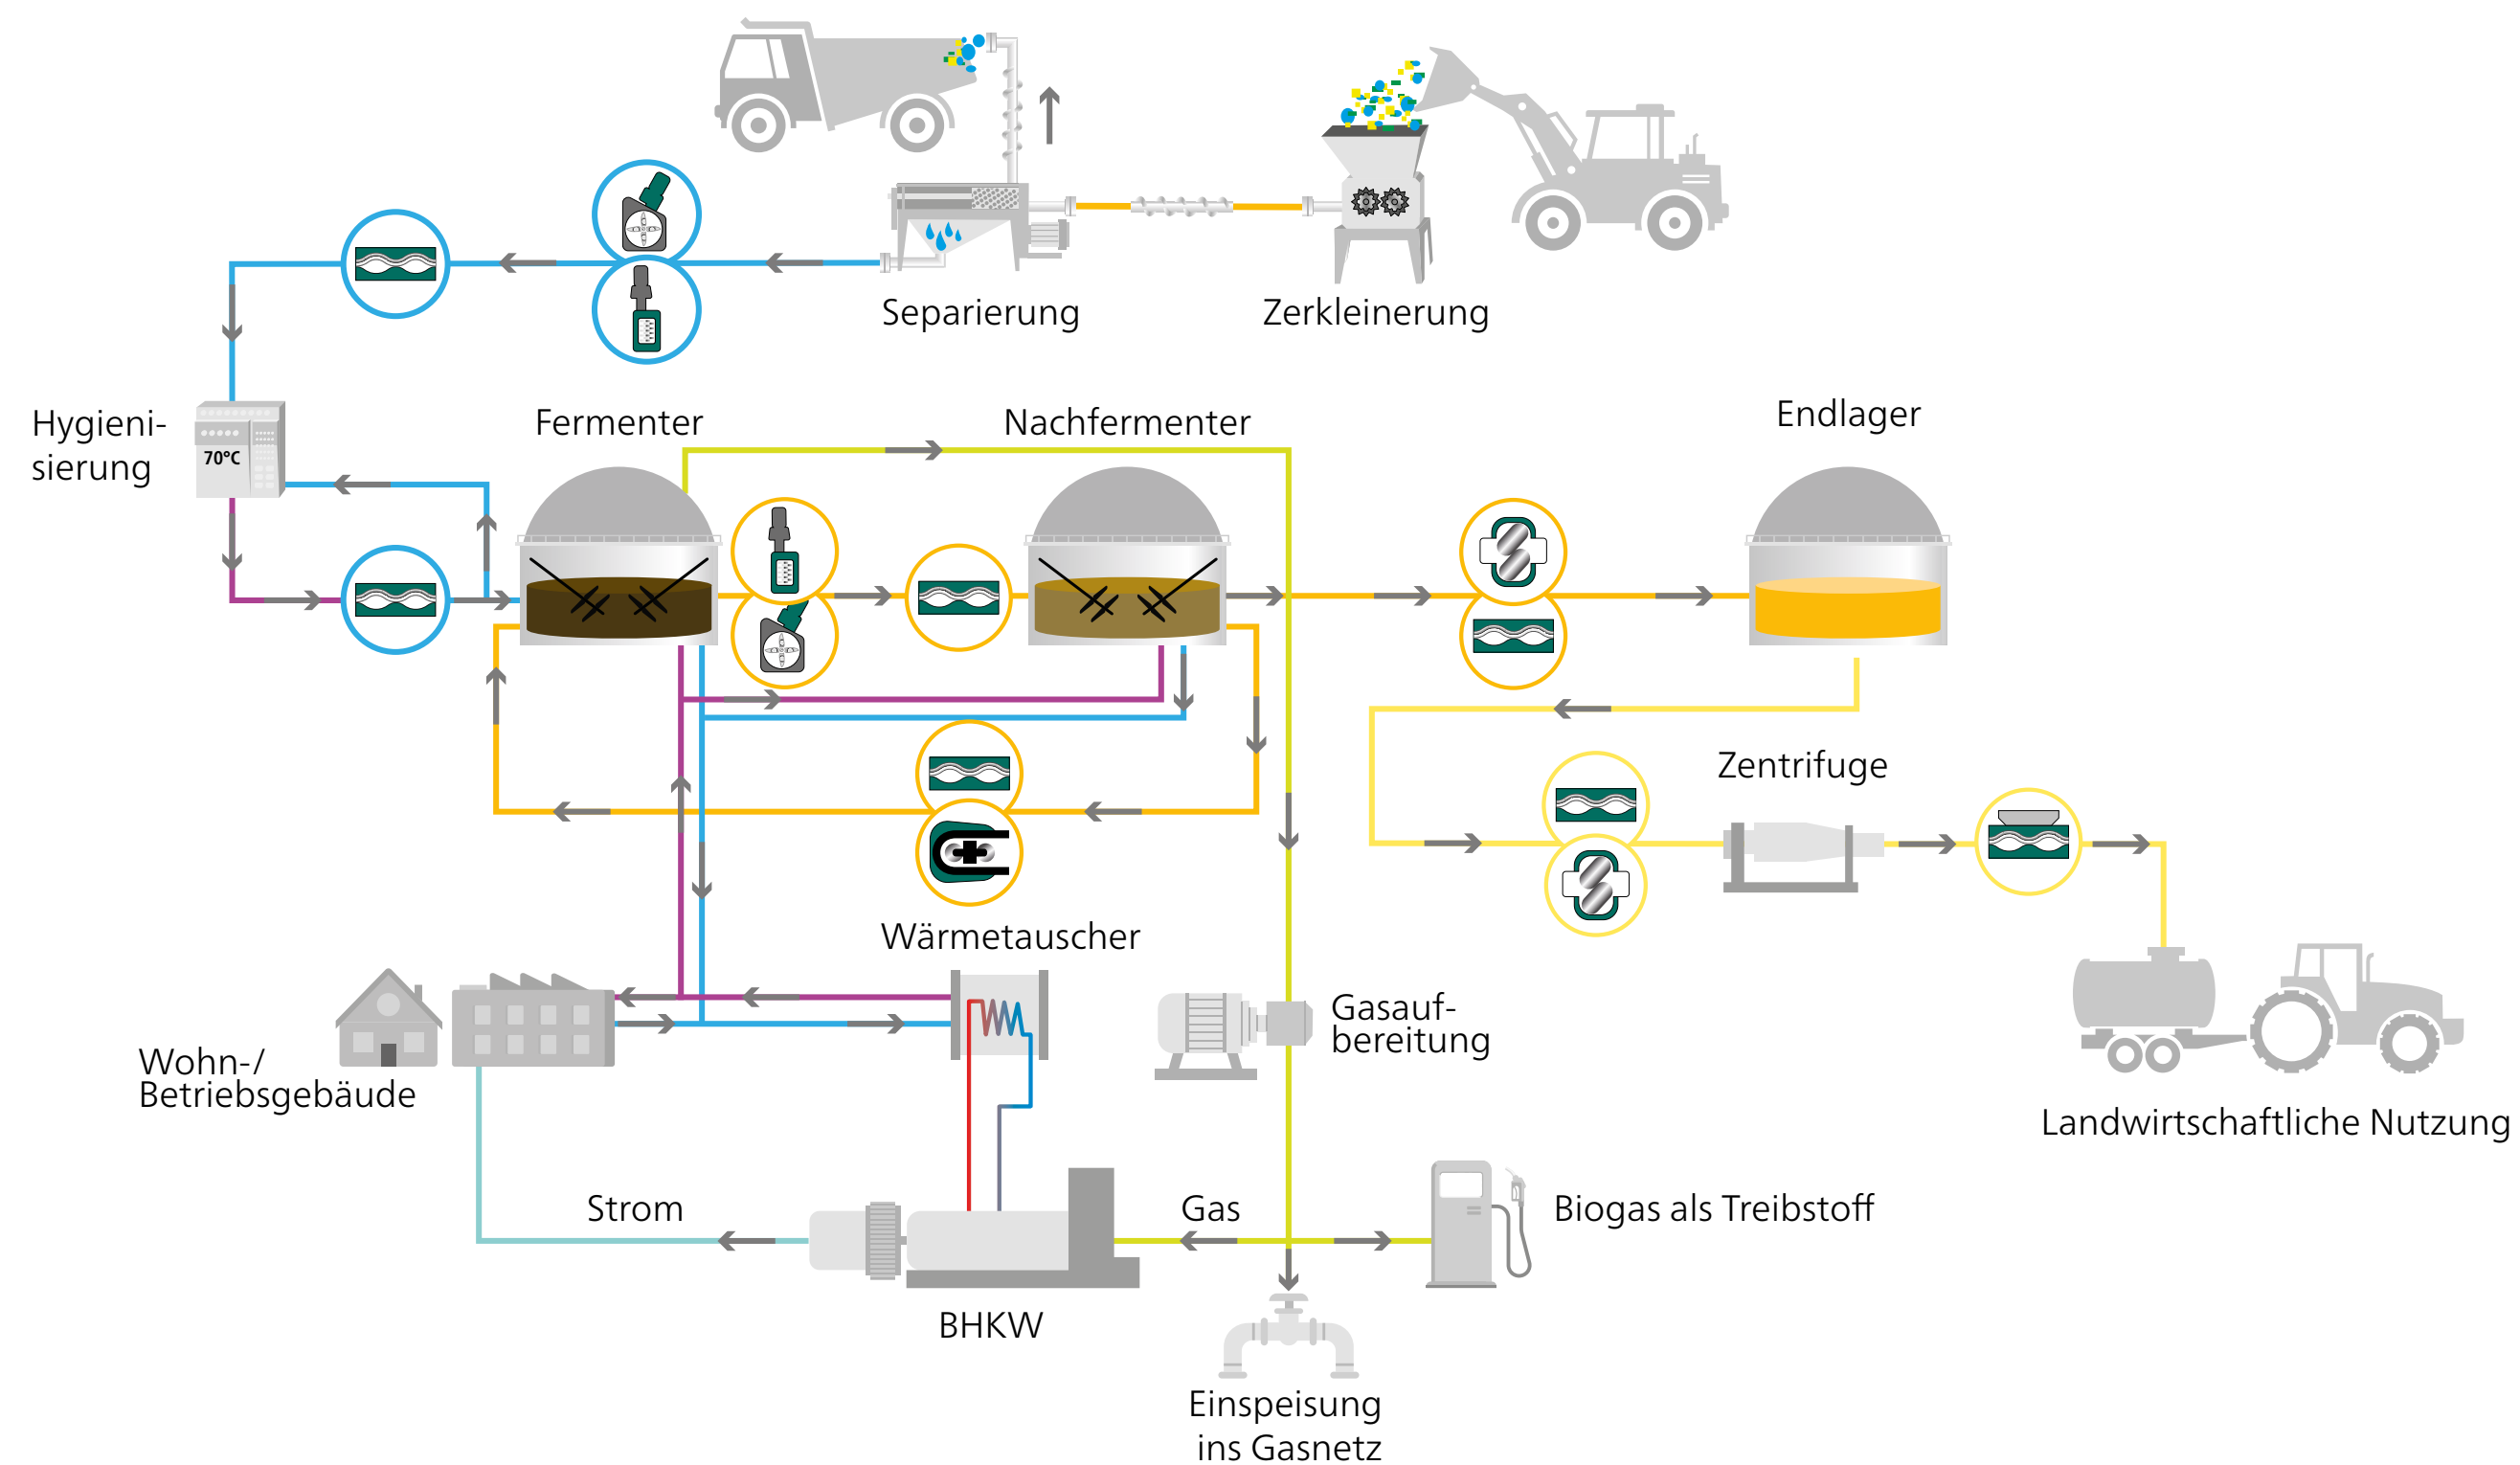 Separierung
Zerkleinerung
Hygieni-
sierung
70°C
Fermenter
Nachfermenter
Endlager
Zentrifuge
Wärmetauscher
Gasauf-
bereitung
Wohn-/
Betriebsgebäude
Landwirtschaftliche Nutzung
Strom
Gas
Biogas als Treibstoff
BHKW
Einspeisung
ins Gasnetz